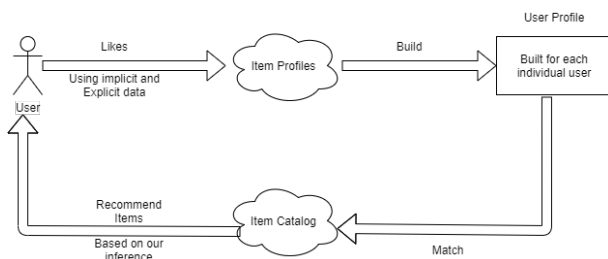 User Profile
Likes
Using implicit and
Explicit data
Item Profiles
Build
Built for each
individual user
User
Recommend
Items
Based on our
inference
Item Catalog
Match